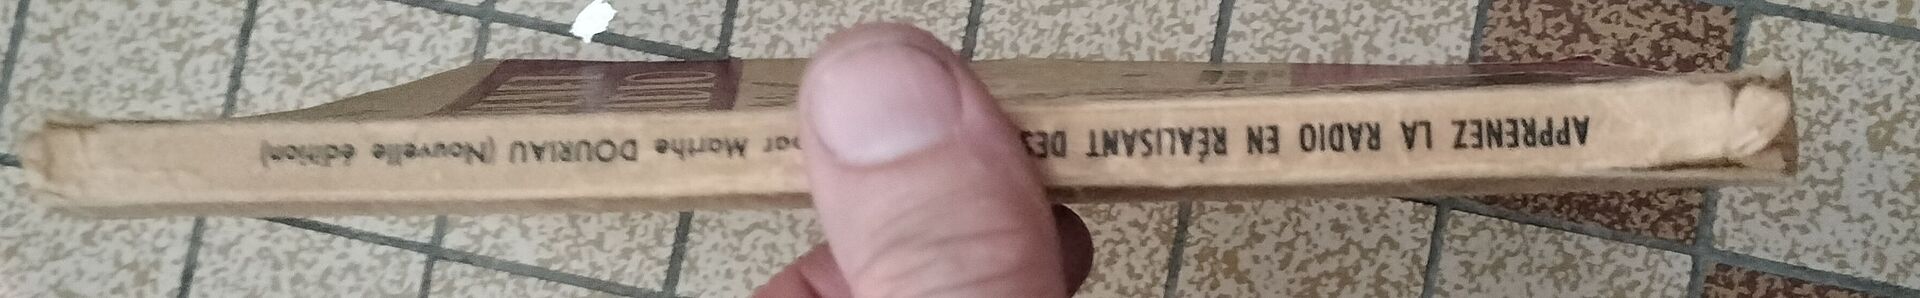 APPRENEZ LA RADIO EN RÉALISANT DES par Marthe DOURIAU (Nouvelle édition)